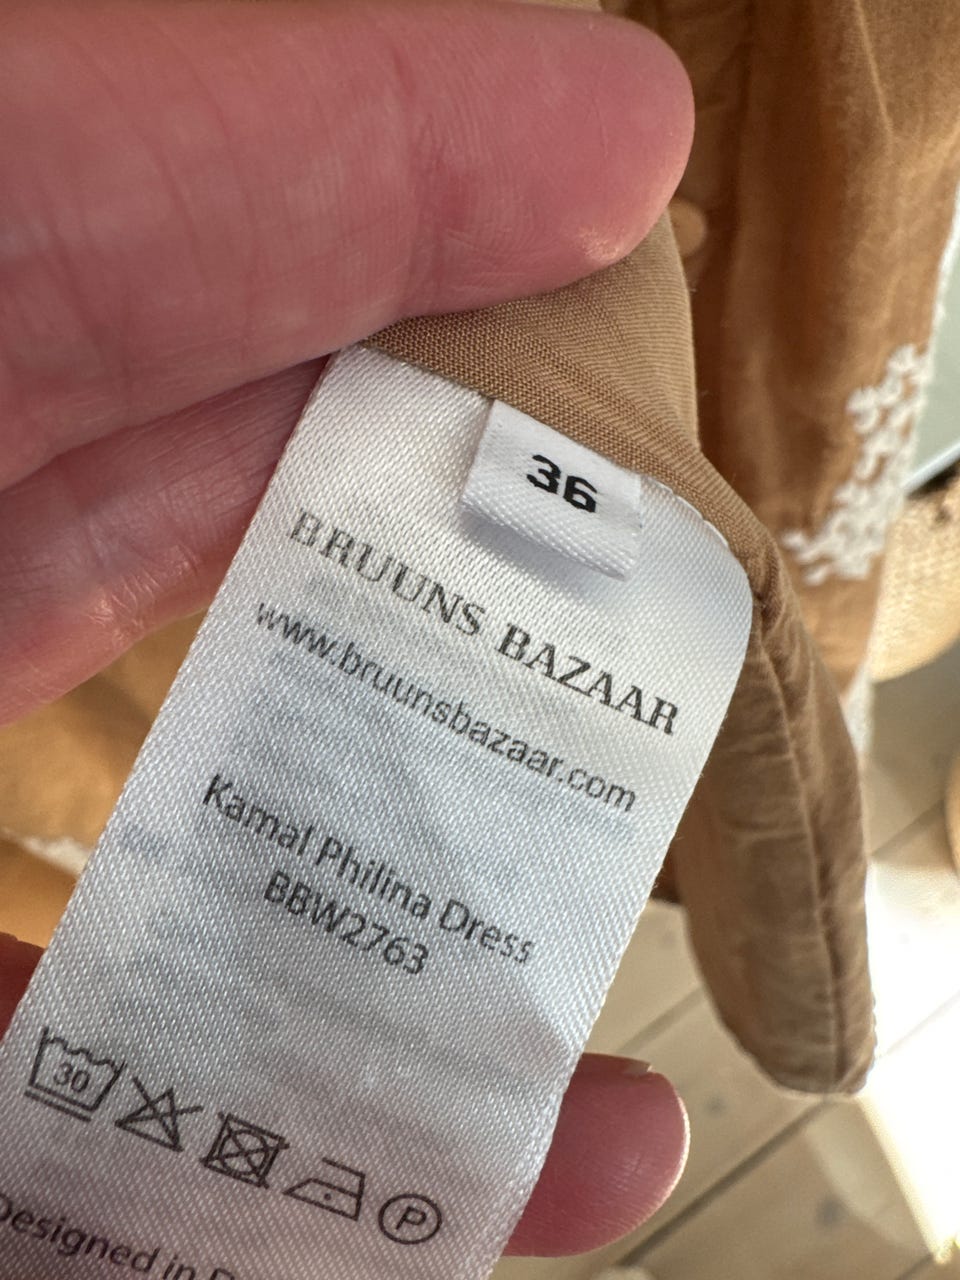 36
BRUUNS BAZAAR
www.bruunsbazaar.com
Kamal Philina Dress
BBW2763
30
P
Designed in